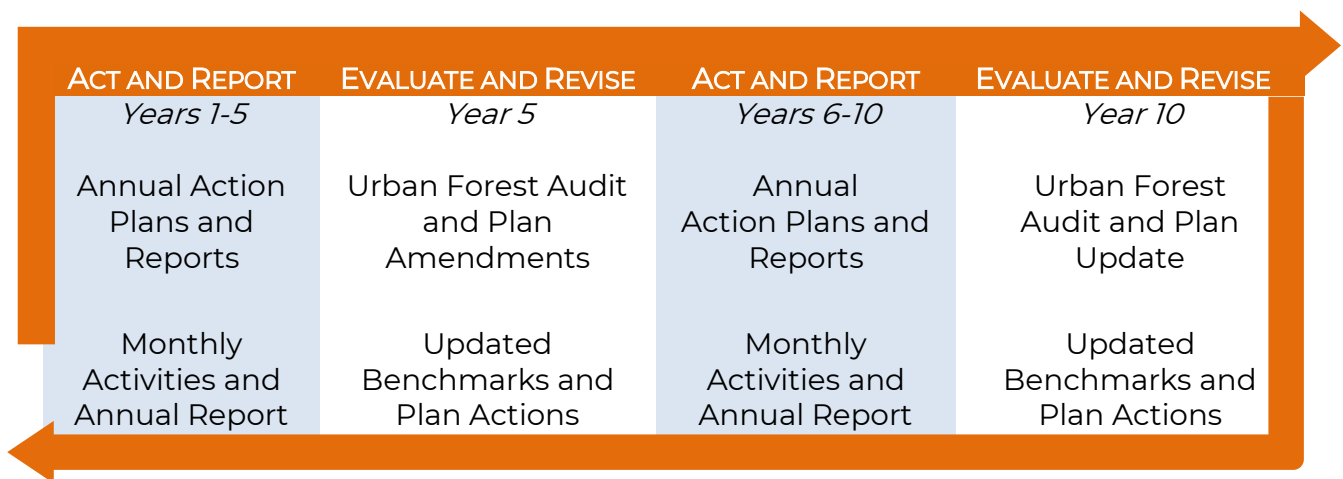 ACT AND REPORT
Years 1-5
Annual Action
Plans and
Reports
Monthly
Activities and
Annual Report
EVALUATE AND REVISE
Year 5
Urban Forest Audit
and Plan
Amendments
Updated
Benchmarks and
Plan Actions
ACT AND REPORT
Years 6-10
Annual
Action Plans and
Reports
Monthly
Activities and
Annual Report
EVALUATE AND REVISE
Year 10
Urban Forest
Audit and Plan
Update
Updated
Benchmarks and
Plan Actions